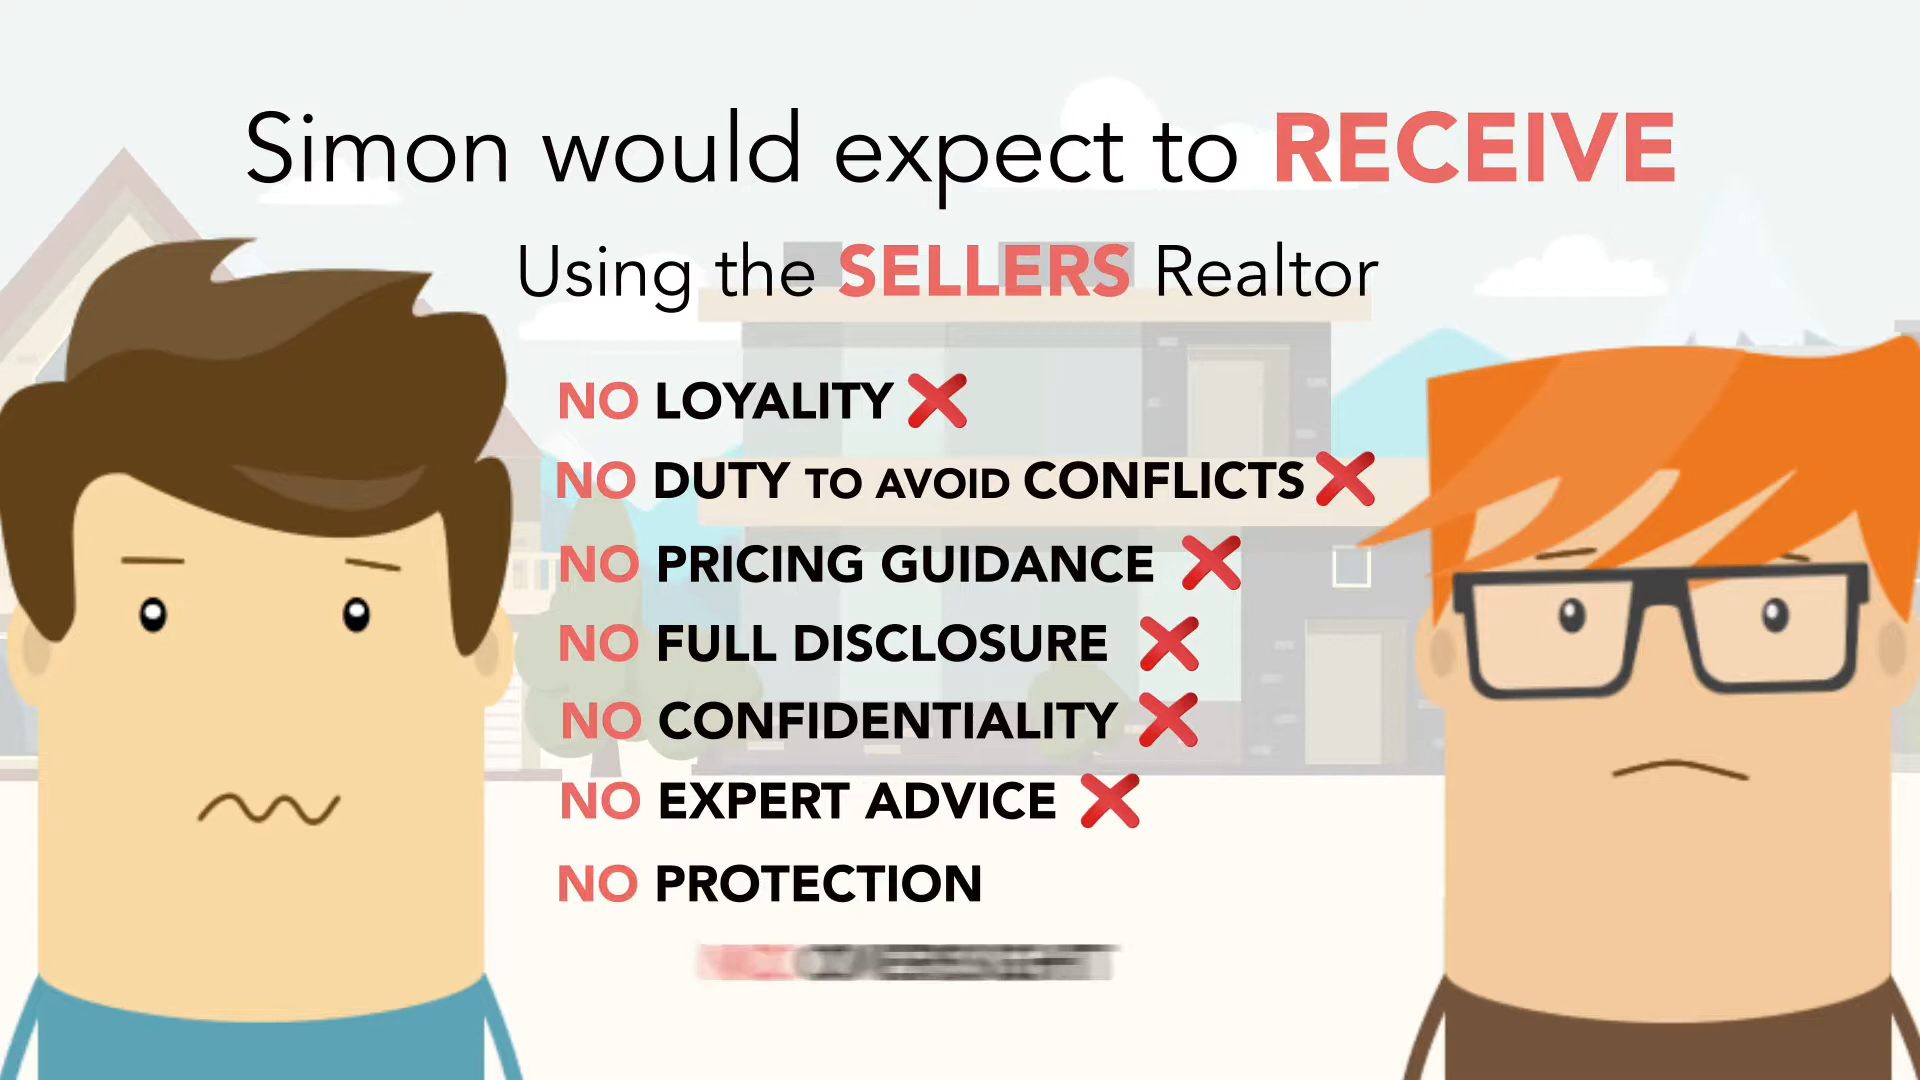 Simon would expect to RECEIVE
Using the SELLERS Realtor
NO LOYALITY
NO DUTY TO AVOID CONFLICTS
NO PRICING GUIDANCE
NO FULL DISCLOSURE
NO CONFIDENTIALITY
NO EXPERT ADVICE
NO PROTECTION